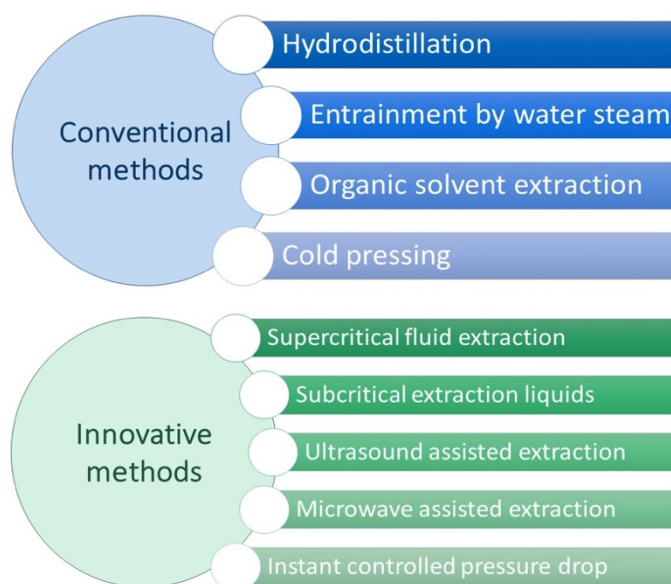 Conventional
methods
Hydrodistillation
Entrainment by water steam
Organic solvent extraction
Cold pressing
Innovative
methods
Supercritical fluid extraction
Subcritical extraction liquids
Ultrasound assisted extraction
Microwave assisted extraction
Instant controlled pressure drop